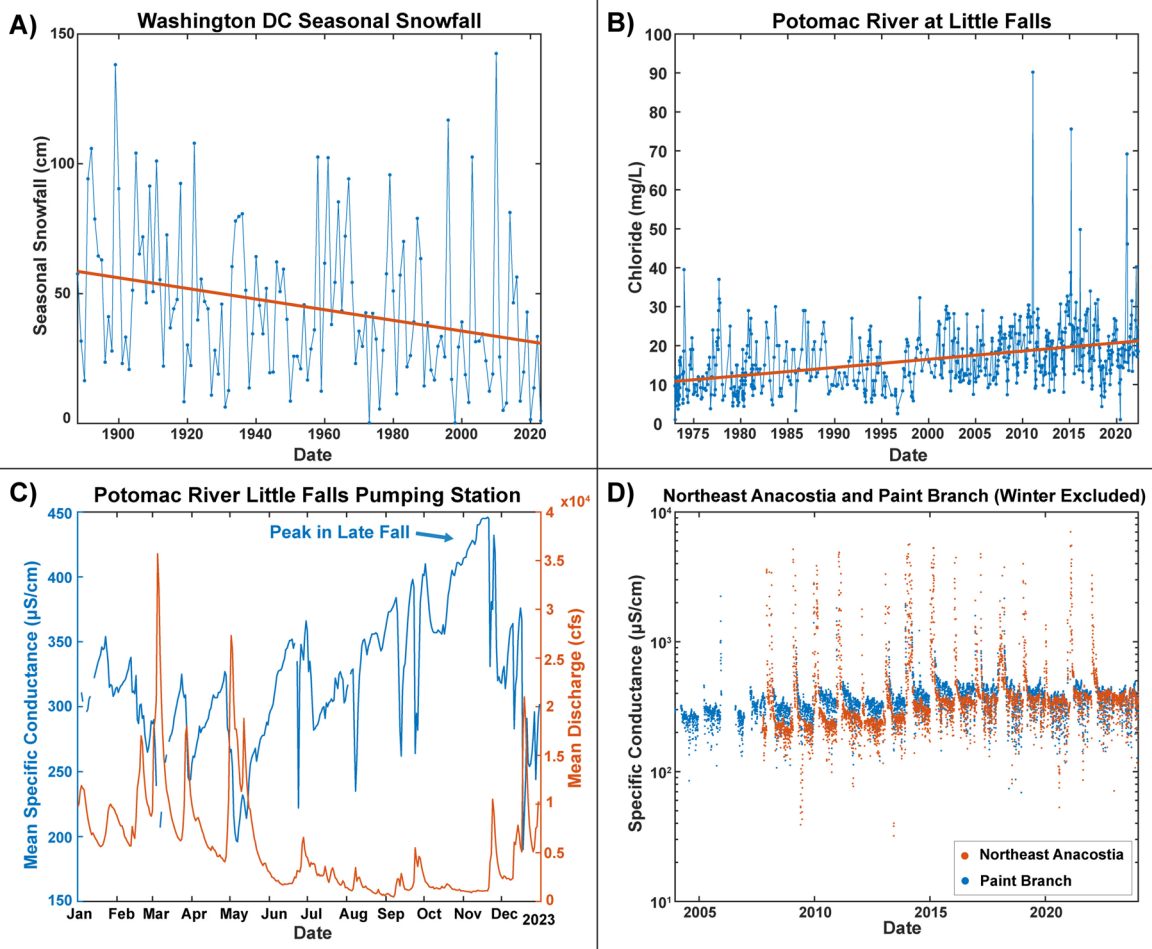 A)
Washington DC Seasonal Snowfall
150
100
50
0
Seasonal Snowfall (cm)
1900 1920 1940 1960 1980 2000 2020
Date
B)
Potomac River at Little Falls
100
90
80
70
60
50
40
30
20
10
0
Chloride (mg/L)
1975 1980 1985 1990 1995 2000 2005 2010 2015 2020
Date
C)
Potomac River Little Falls Pumping Station
x10⁴
450
400
350
300
250
200
150
Mean Specific Conductance (µS/cm)
Peak in Late Fall
4
3.5
3
2.5
2
1.5
1
0.5
0
Mean Discharge (cfs)
Jan Feb Mar Apr May Jun Jul Aug Sep Oct Nov Dec
2023
Date
D)
Northeast Anacostia and Paint Branch (Winter Excluded)
10⁴
10³
10²
10¹
Specific Conductance (µS/cm)
Northeast Anacostia
Paint Branch
2005 2010 2015 2020
Date